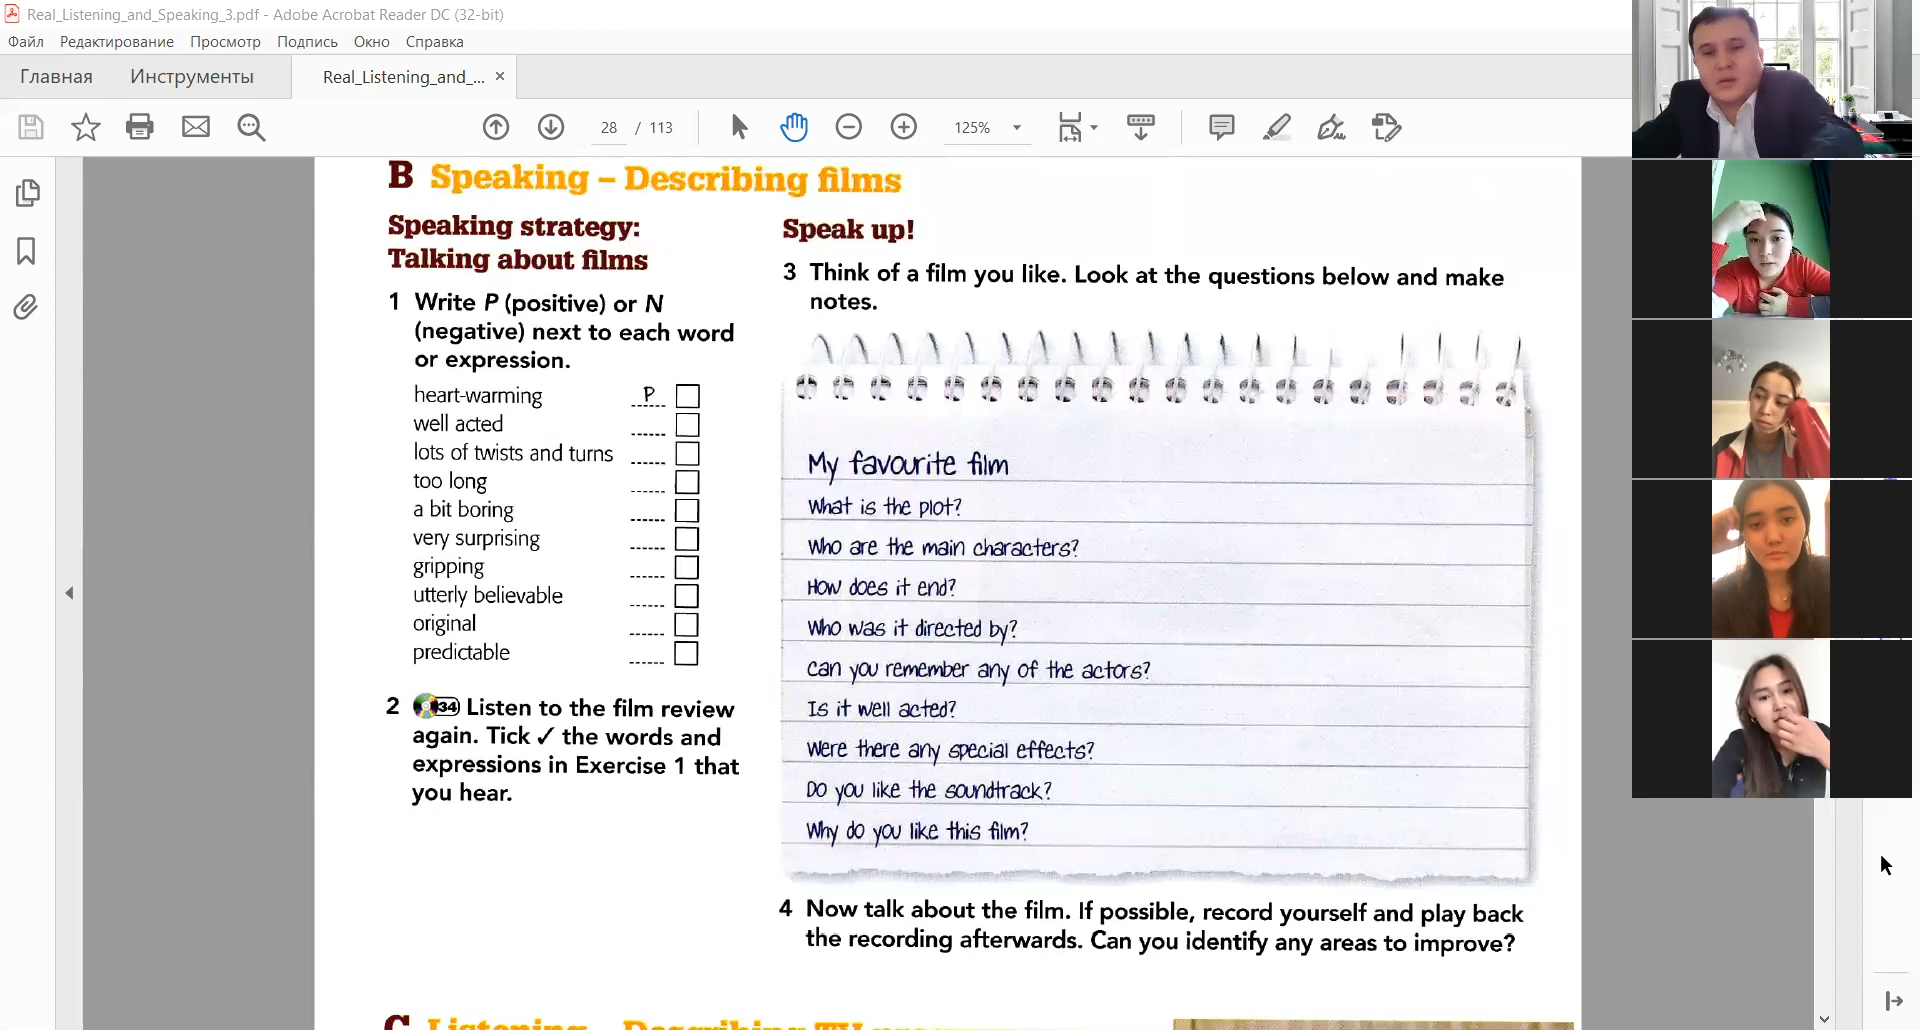 Real_Listening_and_Speaking_3.pdf - Adobe Acrobat Reader DC (32-bit)
Файл Редактирование Просмотр Подпись Окно Справка
Главная Инструменты Real_Listening_and_... ×
28 / 113 125%
B Speaking – Describing films
Speaking strategy:
Talking about films
1 Write P (positive) or N
(negative) next to each word
or expression.
heart-warming P
well acted
lots of twists and turns
too long
a bit boring
very surprising
gripping
utterly believable
original
predictable
2 34 Listen to the film review
again. Tick ✓ the words and
expressions in Exercise 1 that
you hear.
Speak up!
3 Think of a film you like. Look at the questions below and make
notes.
My favourite film
What is the plot?
Who are the main characters?
How does it end?
Who was it directed by?
Can you remember any of the actors?
Is it well acted?
Were there any special effects?
Do you like the soundtrack?
Why do you like this film?
4 Now talk about the film. If possible, record yourself and play back
the recording afterwards. Can you identify any areas to improve?
C Listening – Describing TV